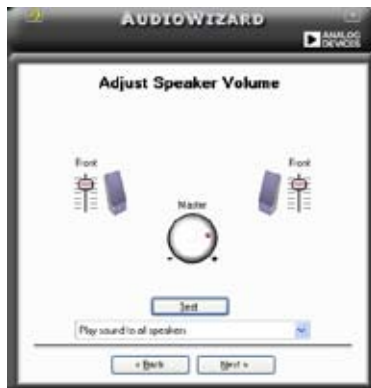 AUDIOWIZARD
ANALOG
DEVICES
Adjust Speaker Volume
Front Front
Master
- +
Test
Play sound to all speakers
< Back Next >